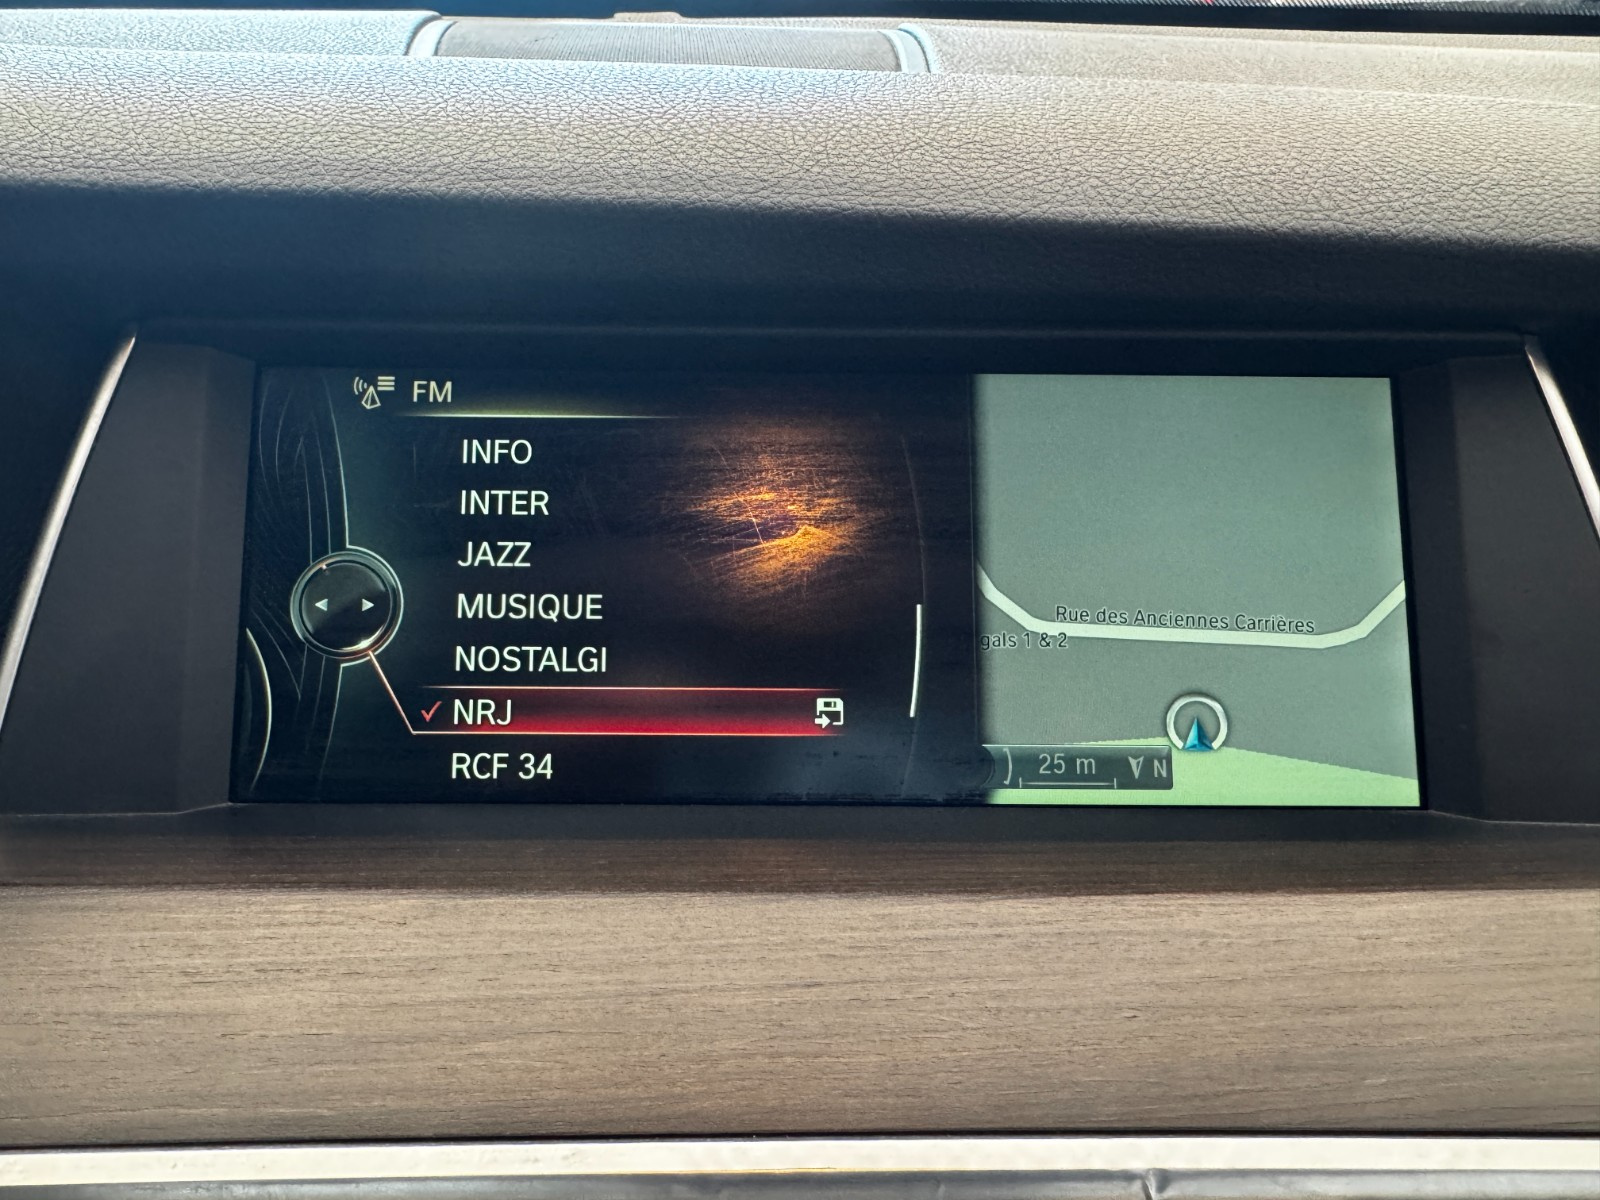 FM
INFO
INTER
JAZZ
MUSIQUE
NOSTALGI
NRJ
RCF 34
Rue des Anciennes Carrières
gals 1 & 2
25 m
N